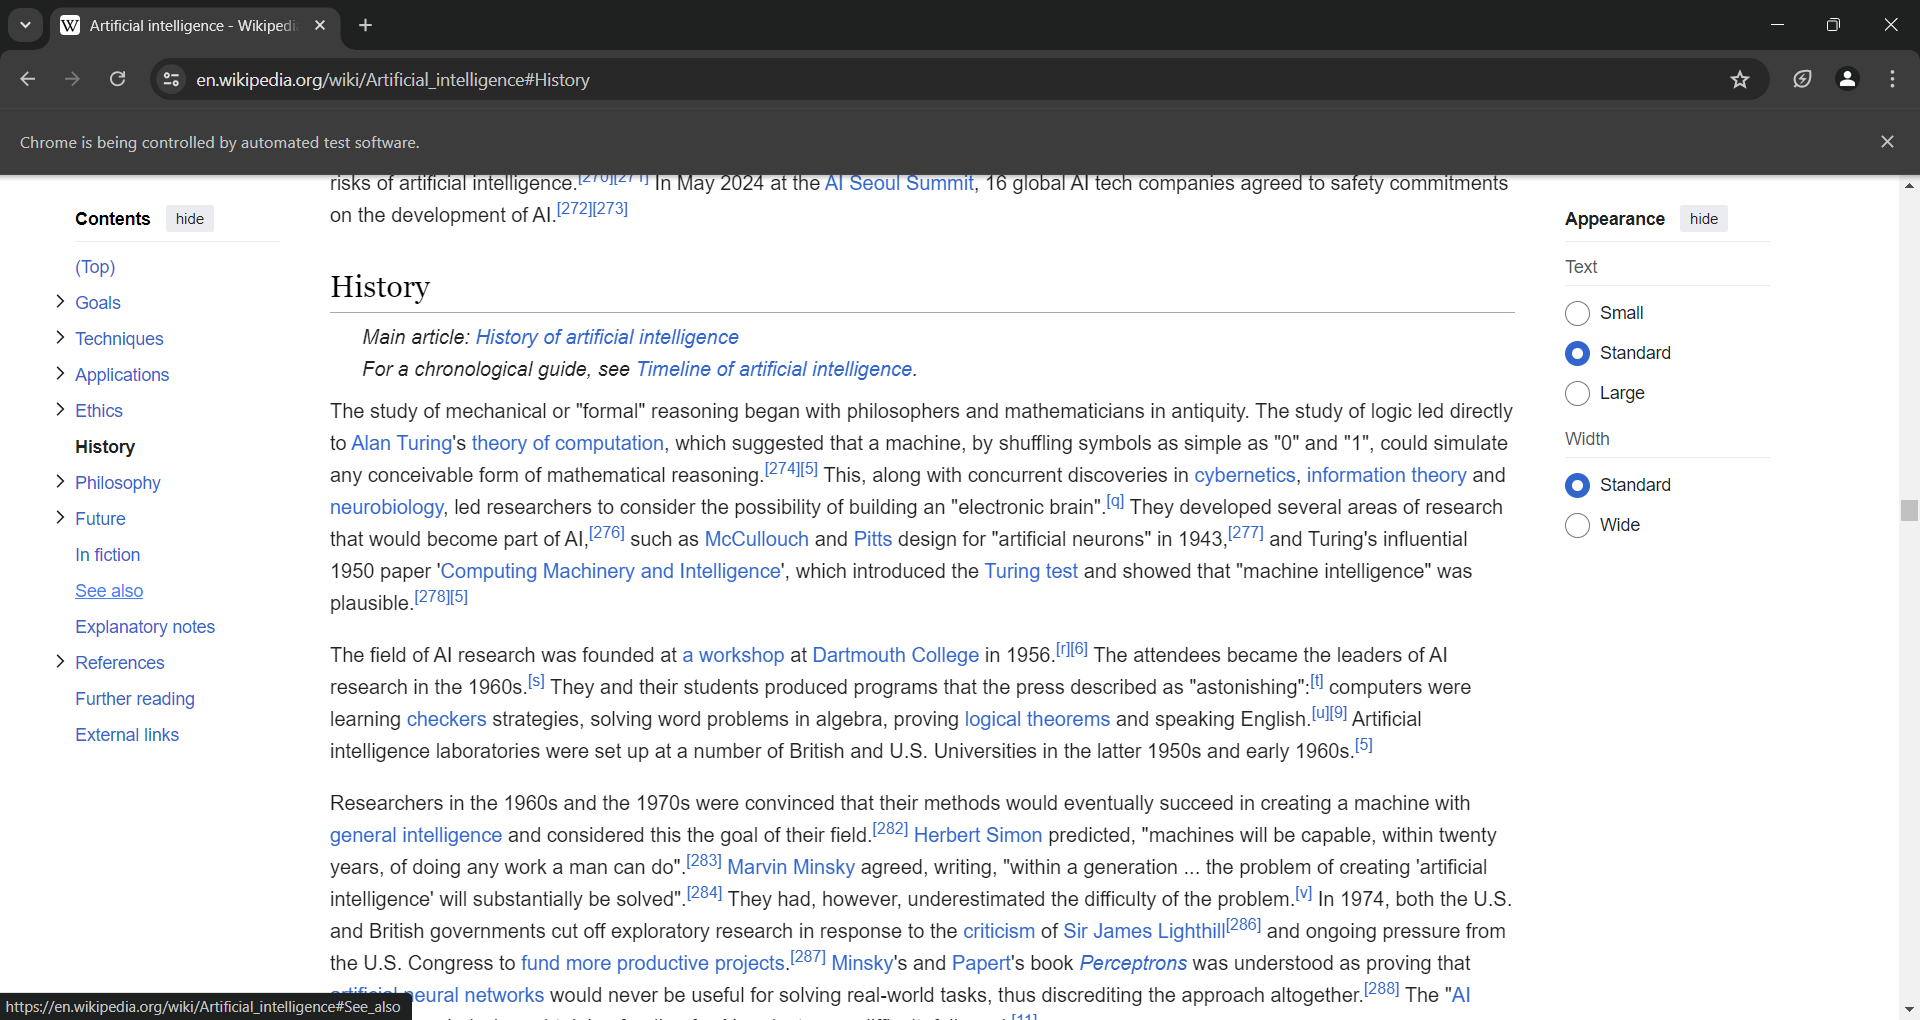 Artificial intelligence - Wikipedi
en.wikipedia.org/wiki/Artificial_intelligence#History
Chrome is being controlled by automated test software.
Contents hide
(Top)
Goals
Techniques
Applications
Ethics
History
Philosophy
Future
In fiction
See also
Explanatory notes
References
Further reading
External links
risks of artificial intelligence.[270][271] In May 2024 at the AI Seoul Summit, 16 global AI tech companies agreed to safety commitments
on the development of AI.[272][273]
History
Main article: History of artificial intelligence
For a chronological guide, see Timeline of artificial intelligence.
The study of mechanical or "formal" reasoning began with philosophers and mathematicians in antiquity. The study of logic led directly
to Alan Turing's theory of computation, which suggested that a machine, by shuffling symbols as simple as "0" and "1", could simulate
any conceivable form of mathematical reasoning.[274][5] This, along with concurrent discoveries in cybernetics, information theory and
neurobiology, led researchers to consider the possibility of building an "electronic brain".[q] They developed several areas of research
that would become part of AI,[276] such as McCullouch and Pitts design for "artificial neurons" in 1943,[277] and Turing's influential
1950 paper 'Computing Machinery and Intelligence', which introduced the Turing test and showed that "machine intelligence" was
plausible.[278][5]
The field of AI research was founded at a workshop at Dartmouth College in 1956.[r][6] The attendees became the leaders of AI
research in the 1960s.[s] They and their students produced programs that the press described as "astonishing":[t] computers were
learning checkers strategies, solving word problems in algebra, proving logical theorems and speaking English.[u][9] Artificial
intelligence laboratories were set up at a number of British and U.S. Universities in the latter 1950s and early 1960s.[5]
Researchers in the 1960s and the 1970s were convinced that their methods would eventually succeed in creating a machine with
general intelligence and considered this the goal of their field.[282] Herbert Simon predicted, "machines will be capable, within twenty
years, of doing any work a man can do".[283] Marvin Minsky agreed, writing, "within a generation ... the problem of creating 'artificial
intelligence' will substantially be solved".[284] They had, however, underestimated the difficulty of the problem.[v] In 1974, both the U.S.
and British governments cut off exploratory research in response to the criticism of Sir James Lighthill[286] and ongoing pressure from
the U.S. Congress to fund more productive projects.[287] Minsky's and Papert's book Perceptrons was understood as proving that
artificial neural networks would never be useful for solving real-world tasks, thus discrediting the approach altogether.[288] The "AI
[11]
Appearance hide
Text
Small
Standard
Large
Width
Standard
Wide
https://en.wikipedia.org/wiki/Artificial_intelligence#See_also